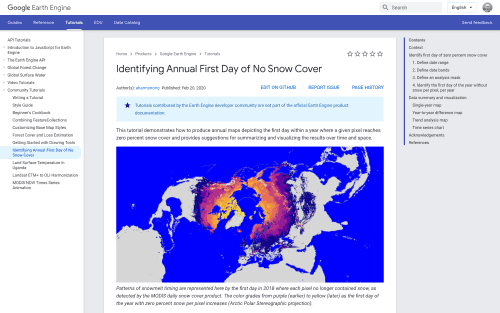 Google Earth Engine
Search
English
Guides Reference Tutorials EDU Data Catalog
Send feedback
API Tutorials
Introduction to JavaScript for Earth
Engine
The Earth Engine API
Global Forest Change
Global Surface Water
Video Tutorials
Community Tutorials
Writing a Tutorial
Style Guide
Beginner's Cookbook
Combining FeatureCollections
Customizing Base Map Styles
Forest Cover and Loss Estimation
Getting Started with Drawing Tools
Identifying Annual First Day of No
Snow Cover
Land Surface Temperature in
Uganda
Landsat ETM+ to OLI Harmonization
MODIS NDVI Times Series
Animation
Home > Products > Google Earth Engine > Tutorials
Identifying Annual First Day of No Snow Cover
Published: Feb 20, 2020
EDIT ON GITHUB REPORT ISSUE PAGE HISTORY
Tutorials contributed by the Earth Engine developer community are not part of the official Earth Engine product
documentation.
This tutorial demonstrates how to produce annual maps depicting the first day within a year where a given pixel reaches
zero percent snow cover and provides suggestions for summarizing and visualizing the results over time and space.
Patterns of snowmelt timing are represented here by the first day in 2018 where each pixel no longer contained snow, as
detected by the MODIS daily snow cover product. The color grades from purple (earlier) to yellow (later) as the first day of
the year with zero percent snow per pixel increases (Arctic Polar Stereographic projection).
Contents
Context
Identify first day of zero percent snow cover
1. Define date range
2. Define date bands
3. Define an analysis mask
4. Identify the first day of the year without
snow per pixel, per year
Data summary and visualization
Single-year map
Year-to-year difference map
Trend analysis map
Time series chart
Acknowledgements
References